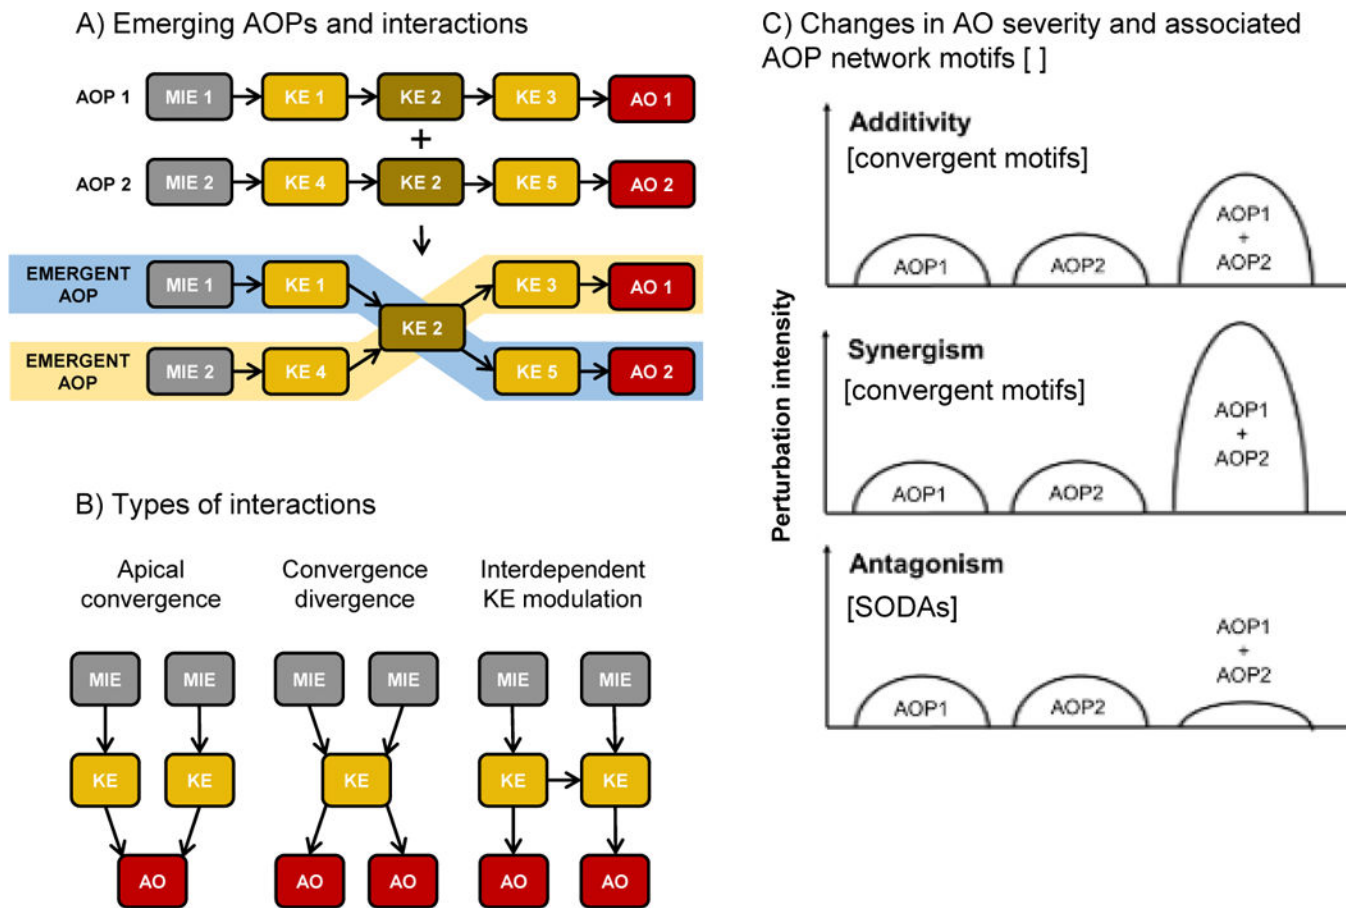 A) Emerging AOPs and interactions
AOP 1 MIE 1 KE 1 KE 2 KE 3 AO 1
+
AOP 2 MIE 2 KE 4 KE 2 KE 5 AO 2
EMERGENT
AOP
MIE 1 KE 1 KE 3 AO 1
KE 2
EMERGENT
AOP
MIE 2 KE 4 KE 5 AO 2
B) Types of interactions
Apical
convergence
MIE MIE
KE KE
AO
Convergence
divergence
MIE MIE
KE
AO AO
Interdependent
KE modulation
MIE MIE
KE KE
AO AO
C) Changes in AO severity and associated
AOP network motifs [ ]
Perturbation intensity
Additivity
[convergent motifs]
AOP1 AOP2
AOP1
+
AOP2
Synergism
[convergent motifs]
AOP1 AOP2
AOP1
+
AOP2
Antagonism
[SODAs]
AOP1 AOP2
AOP1
+
AOP2